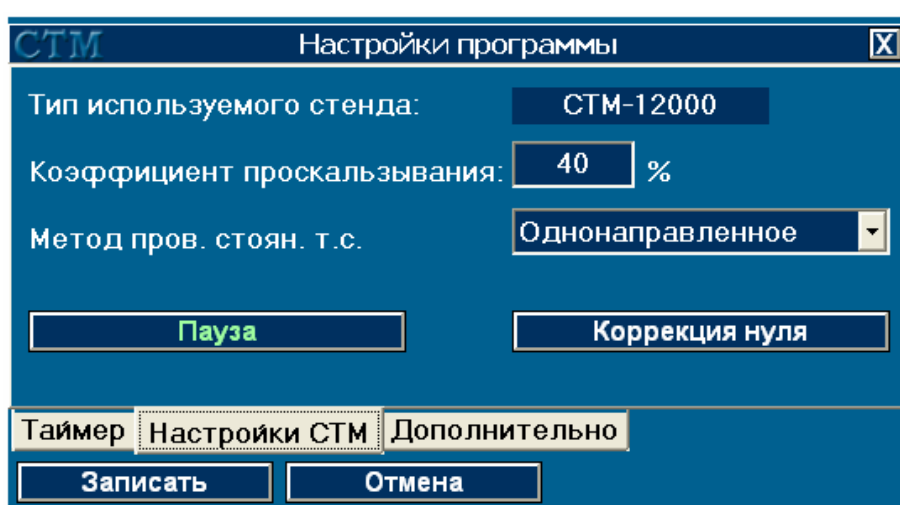 СТМ Настройки программы X
Тип используемого стенда: СТМ-12000
Коэффициент проскальзывания: 40 %
Метод пров. стоян. т.с. Однонаправленное
Пауза Коррекция нуля
Таймер Настройки СТМ Дополнительно
Записать Отмена